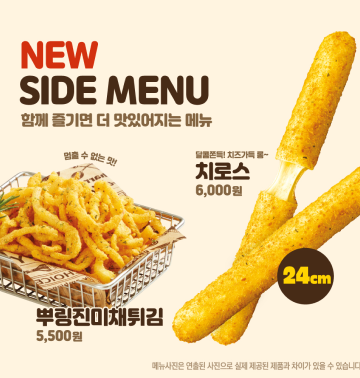 NEW
SIDE MENU
함께 즐기면 더 맛있어지는 메뉴
멈출 수 없는 맛!
뿌링진미채튀김
5,500원
달콤쫀득! 치즈가득 롤~
치로스
6,000원
24cm
메뉴사진은 연출된 사진으로 실제 제공된 제품과 차이가 있을 수 있습니다